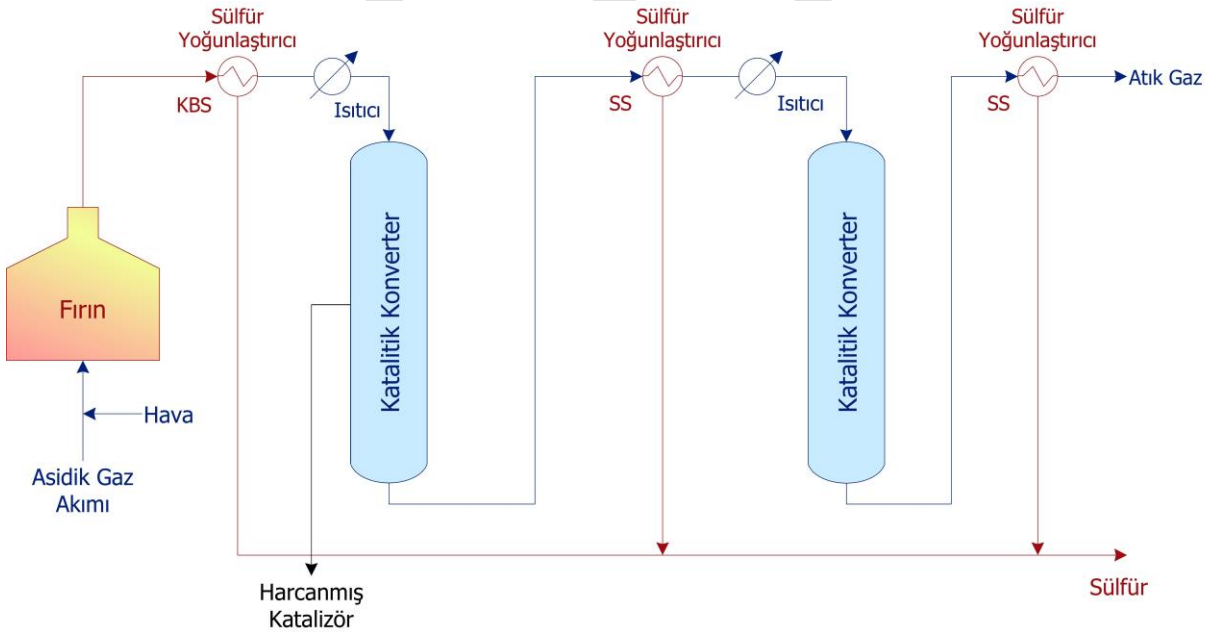 Sülfür
Yoğunlaştırıcı
KBS
Isıtıcı
Sülfür
Yoğunlaştırıcı
SS
Isıtıcı
Sülfür
Yoğunlaştırıcı
SS
Atık Gaz
Fırın
Katalitik Konverter
Katalitik Konverter
Hava
Asidik Gaz
Akımı
Harcanmış
Katalizör
Sülfür